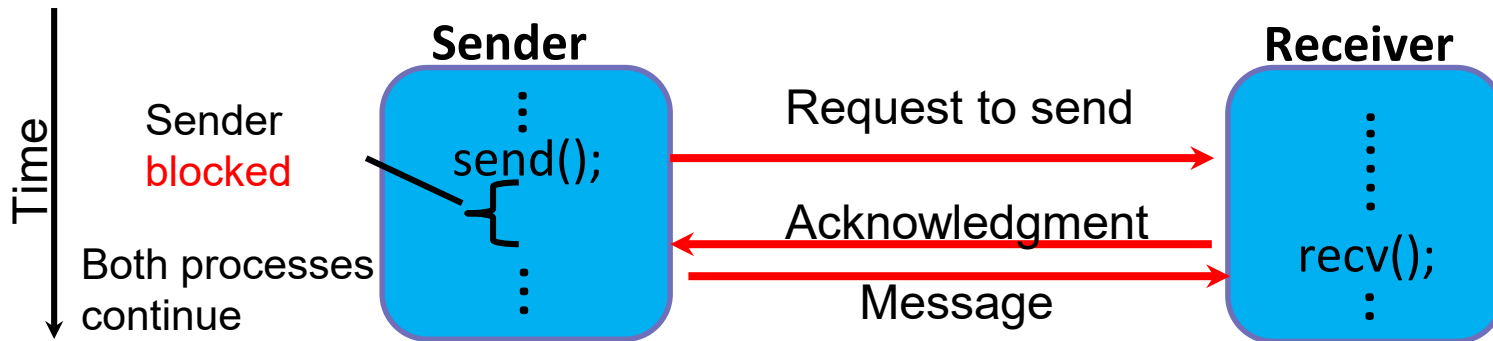 Sender
Receiver
Time
Sender
blocked
send();
Request to send
Acknowledgment
recv();
Both processes
continue
Message